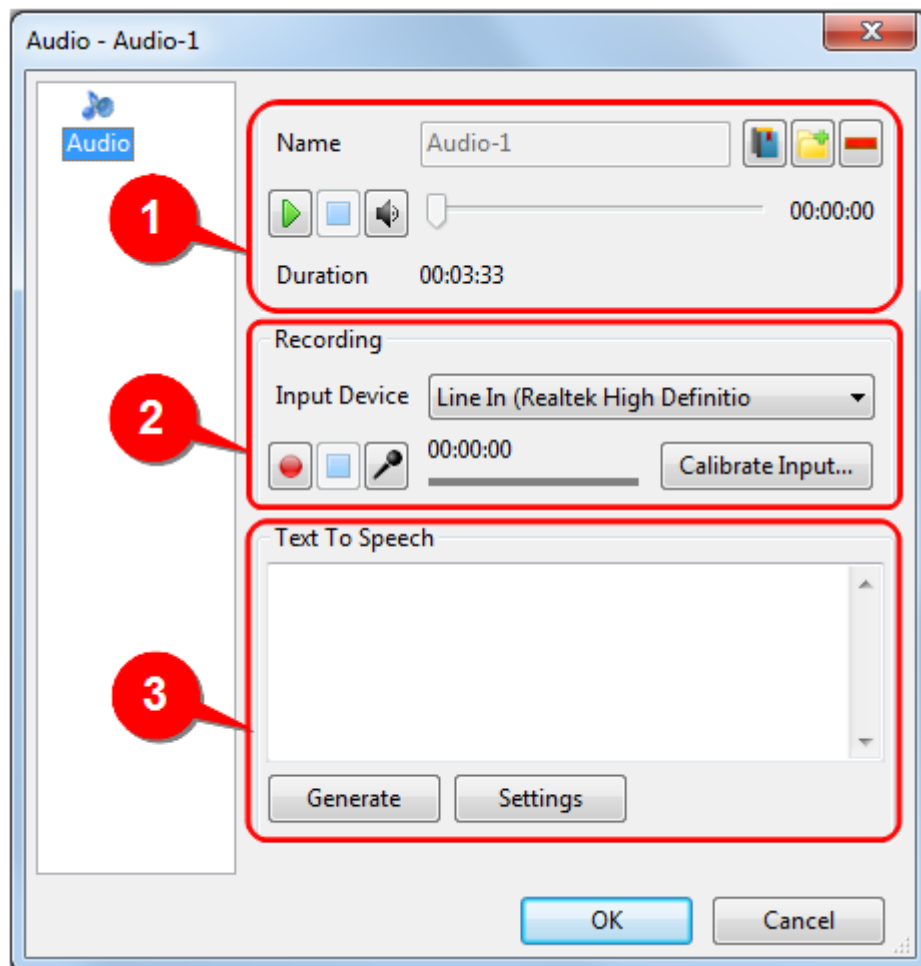 Audio - Audio-1
Audio
Name Audio-1
00:00:00
Duration 00:03:33
1
Recording
Input Device Line In (Realtek High Definitio
00:00:00
Calibrate Input...
2
Text To Speech
3
Generate Settings
OK Cancel